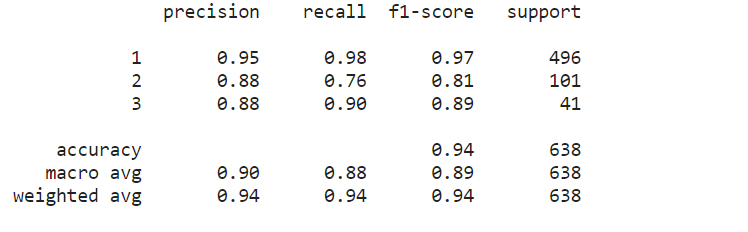 precision recall f1-score support
1 0.95 0.98 0.97 496
2 0.88 0.76 0.81 101
3 0.88 0.90 0.89 41
accuracy 0.94 638
macro avg 0.90 0.88 0.89 638
weighted avg 0.94 0.94 0.94 638